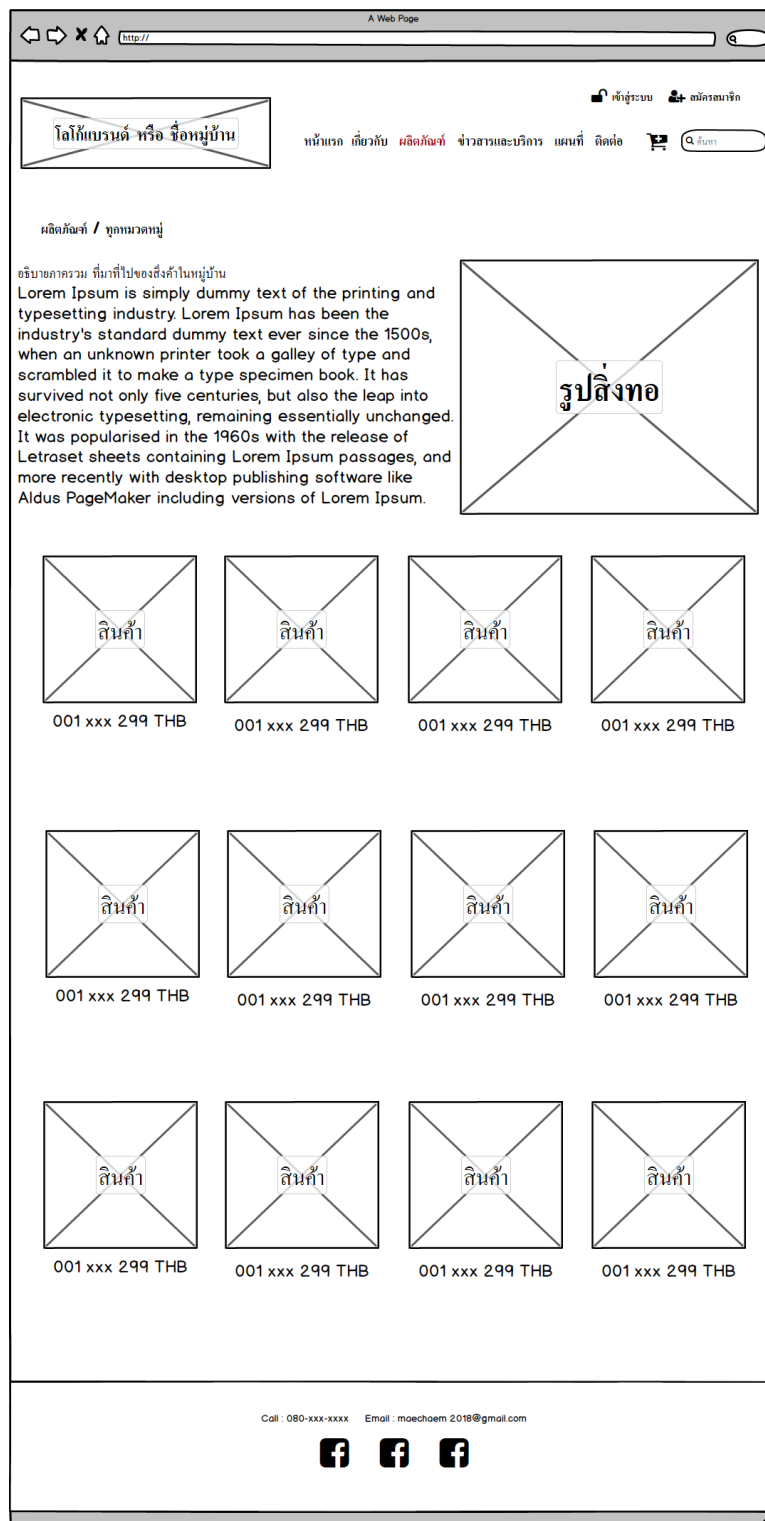 A Web Page
http://
เข้าสู่ระบบ สมัครสมาชิก
โลโก้แบรนด์ หรือ ชื่อหมู่บ้าน
หน้าแรก เกี่ยวกับ ผลิตภัณฑ์ ข่าวสารและบริการ แผนที่ ติดต่อ ค้นหา
ผลิตภัณฑ์ / ทุกหมวดหมู่
อธิบายภาครวม ที่มาที่ไปของสิ่งค้าในหมู่บ้าน
Lorem Ipsum is simply dummy text of the printing and
typesetting industry. Lorem Ipsum has been the
industry's standard dummy text ever since the 1500s,
when an unknown printer took a galley of type and
scrambled it to make a type specimen book. It has
survived not only five centuries, but also the leap into
electronic typesetting, remaining essentially unchanged.
It was popularised in the 1960s with the release of
Letraset sheets containing Lorem Ipsum passages, and
more recently with desktop publishing software like
Aldus PageMaker including versions of Lorem Ipsum.
รูปสิ่งทอ
สินค้า สินค้า สินค้า สินค้า
001 xxx 299 THB 001 xxx 299 THB 001 xxx 299 THB 001 xxx 299 THB
สินค้า สินค้า สินค้า สินค้า
001 xxx 299 THB 001 xxx 299 THB 001 xxx 299 THB 001 xxx 299 THB
สินค้า สินค้า สินค้า สินค้า
001 xxx 299 THB 001 xxx 299 THB 001 xxx 299 THB 001 xxx 299 THB
Call : 080-xxx-xxxx Email : maechaem 2018@gmail.com